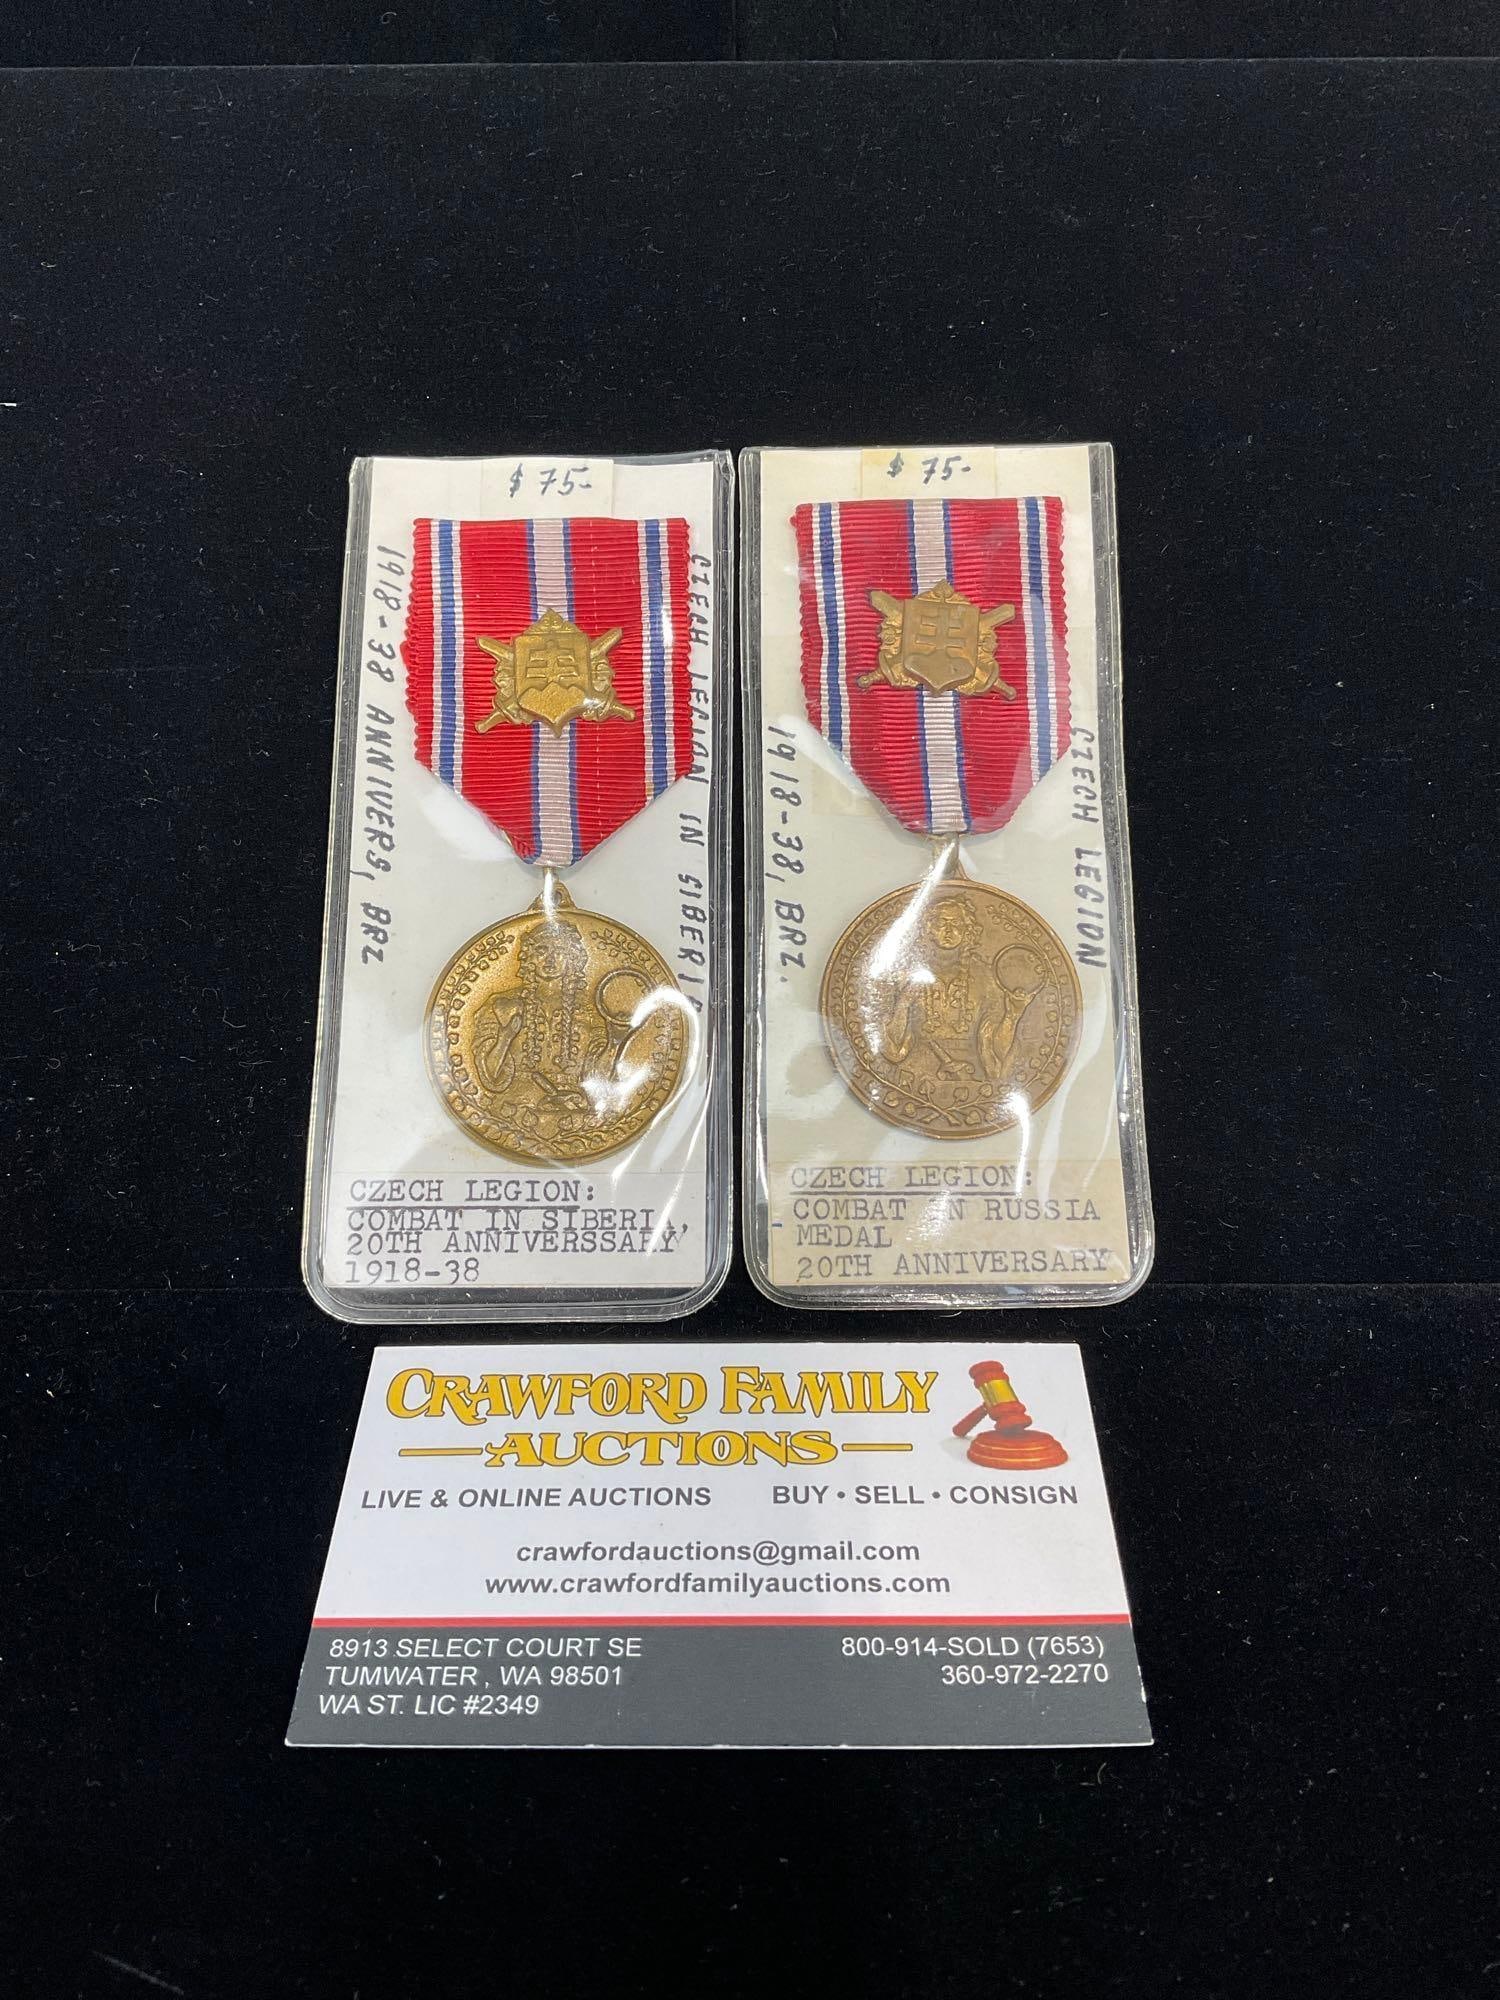 $ 75-
CZECH LEGION IN SIBERIA
1918-38 ANNIVERS, BRZ
CZECH LEGION:
COMBAT IN SIBERIA,
20TH ANNIVERSSARY
1918-38
$ 75-
CZECH LEGION
1918-38, BRZ.
CZECH LEGION:
COMBAT IN RUSSIA
MEDAL
20TH ANNIVERSARY
CRAWFORD FAMILY
AUCTIONS
LIVE & ONLINE AUCTIONS BUY • SELL • CONSIGN
crawfordauctions@gmail.com
www.crawfordfamilyauctions.com
8913 SELECT COURT SE
TUMWATER , WA 98501
WA ST. LIC #2349
800-914-SOLD (7653)
360-972-2270